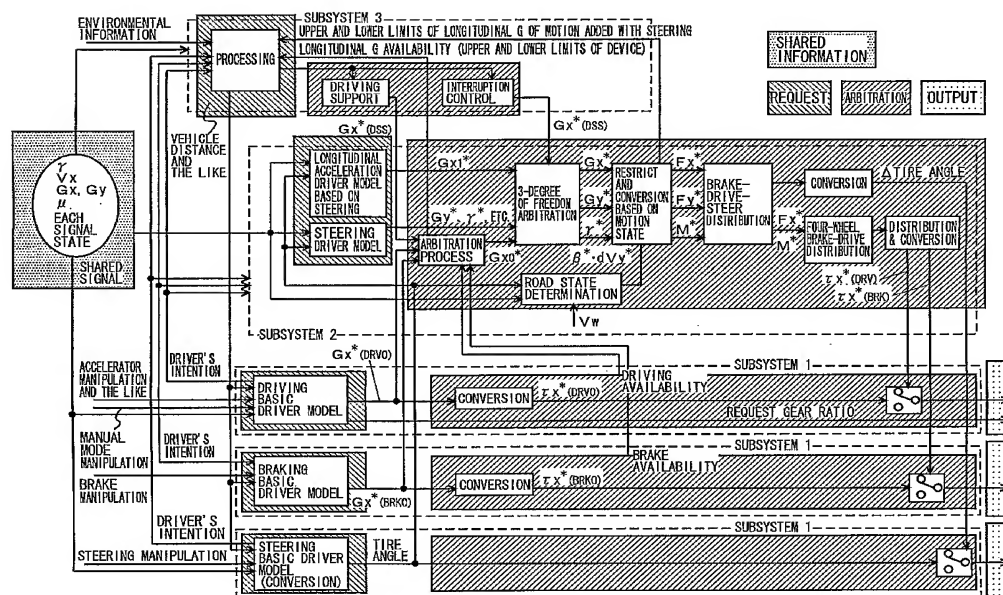 SUBSYSTEM 3
ENVIRONMENTAL
INFORMATION
UPPER AND LOWER LIMITS OF LONGITUDINAL G OF MOTION ADDED WITH STEERING
LONGITUDINAL G AVAILABILITY (UPPER AND LOWER LIMITS OF DEVICE)
PROCESSING
DRIVING
SUPPORT
INTERRUPTION
CONTROL
SHARED
INFORMATION
REQUEST
ARBITRATION
OUTPUT
VEHICLE
DISTANCE
AND THE
LIKE
Gx*(DSS)
Gx*(DSS)
γ
Vx
Gx, Gy
μ
EACH
SIGNAL
STATE
SHARED
SIGNAL
LONGITUDINAL
ACCELERATION
DRIVER MODEL
BASED ON
STEERING
STEERING
DRIVER MODEL
Gx1*
Gy*, γ* ETC.
ARBITRATION
PROCESS
Gx0*
3-DEGREE
OF FREEDOM
ARBITRATION
Gx*
Gy*
γ*
RESTRICT
AND
CONVERSION
BASED ON
MOTION
STATE
Fx*
Fy*
M*
BRAKE-
DRIVE-
STEER
DISTRIBUTION
CONVERSION
Δ TIRE ANGLE
Fx*
M*
FOUR-WHEEL
BRAKE-DRIVE
DISTRIBUTION
DISTRIBUTION
& CONVERSION
β*·dVy*
ROAD STATE
DETERMINATION
Vw
τx*(DRV)
τx*(BRK)
SUBSYSTEM 2
Gx*(DRV0)
SUBSYSTEM 1
ACCELERATOR
MANIPULATION
AND THE LIKE
DRIVER'S
INTENTION
DRIVING
BASIC
DRIVER MODEL
CONVERSION
τx*(DRV0)
DRIVING
AVAILABILITY
REQUEST GEAR RATIO
MANUAL
MODE
MANIPULATION
DRIVER'S
INTENTION
BRAKE
MANIPULATION
SUBSYSTEM 1
BRAKING
BASIC
DRIVER MODEL
Gx*(BRK0)
CONVERSION
τx*(BRK0)
BRAKE
AVAILABILITY
DRIVER'S
INTENTION
STEERING MANIPULATION
SUBSYSTEM 1
STEERING
BASIC DRIVER
MODEL
(CONVERSION)
TIRE
ANGLE